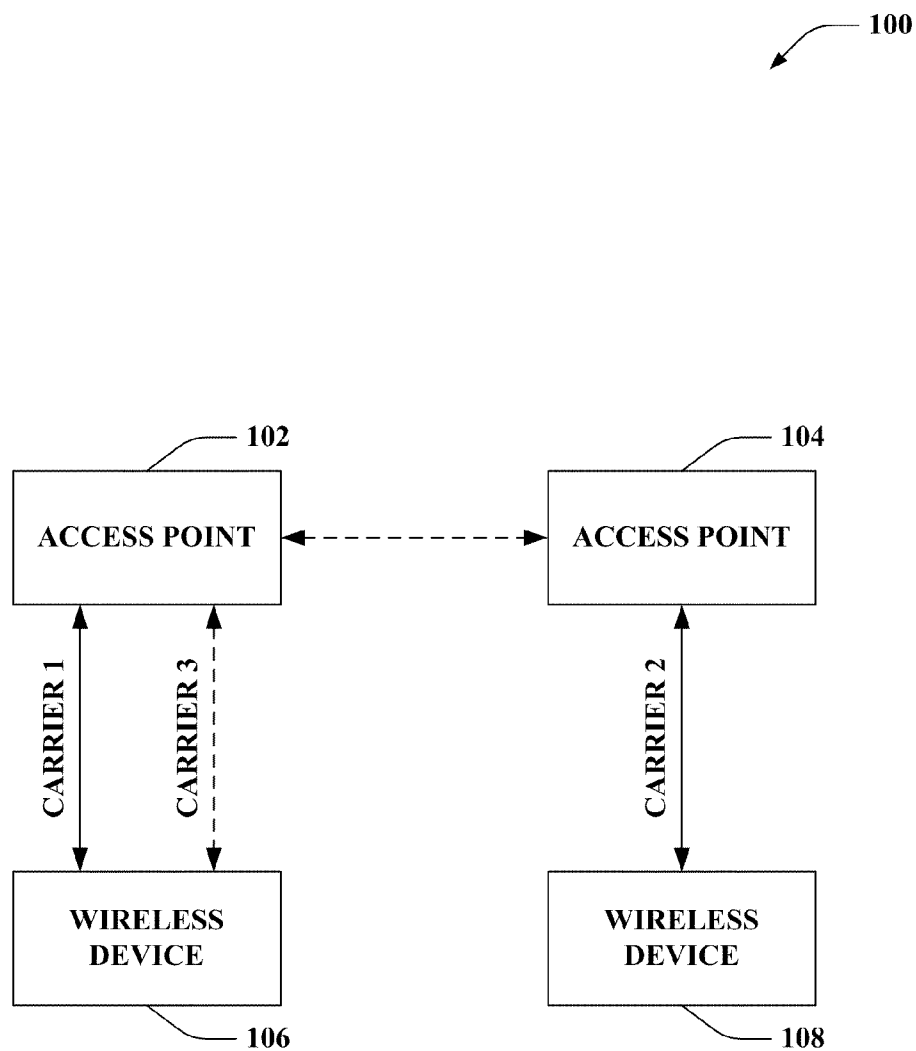 100
102
104
ACCESS POINT
ACCESS POINT
CARRIER 1
CARRIER 3
CARRIER 2
WIRELESS
DEVICE
WIRELESS
DEVICE
106
108